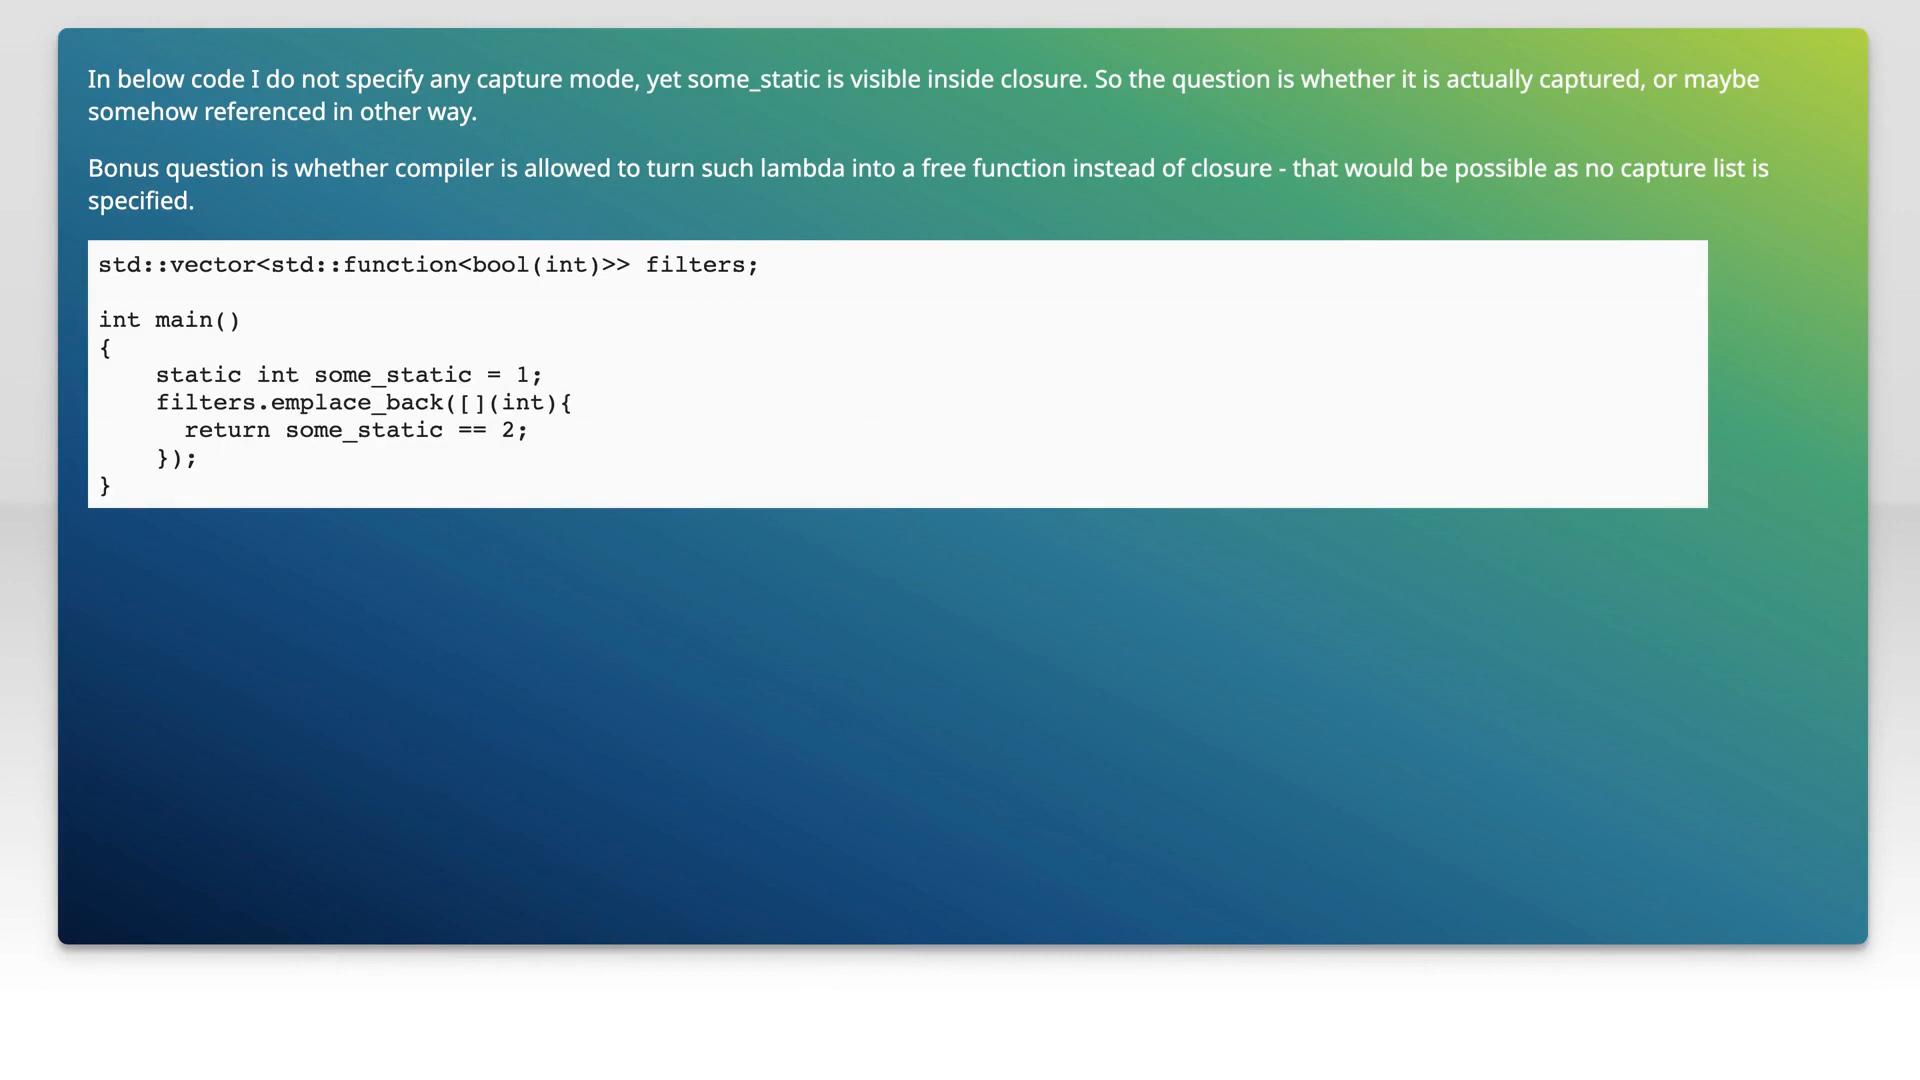 In below code I do not specify any capture mode, yet some_static is visible inside closure. So the question is whether it is actually captured, or maybe
somehow referenced in other way.
Bonus question is whether compiler is allowed to turn such lambda into a free function instead of closure - that would be possible as no capture list is
specified.
std::vector<std::function<bool(int)>> filters;
int main()
{
    static int some_static = 1;
    filters.emplace_back([](int){
      return some_static == 2;
    });
}